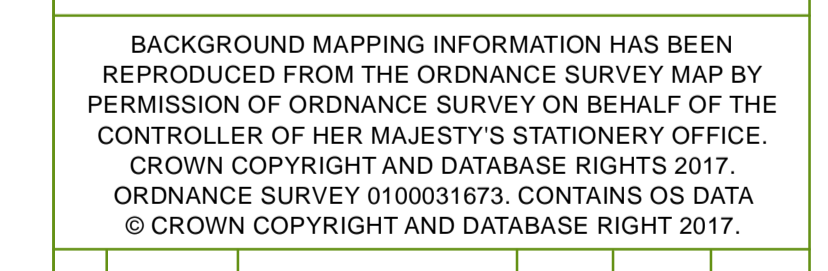 BACKGROUND MAPPING INFORMATION HAS BEEN
REPRODUCED FROM THE ORDNANCE SURVEY MAP BY
PERMISSION OF ORDNANCE SURVEY ON BEHALF OF THE
CONTROLLER OF HER MAJESTY'S STATIONERY OFFICE.
CROWN COPYRIGHT AND DATABASE RIGHTS 2017.
ORDNANCE SURVEY 0100031673. CONTAINS OS DATA
© CROWN COPYRIGHT AND DATABASE RIGHT 2017.